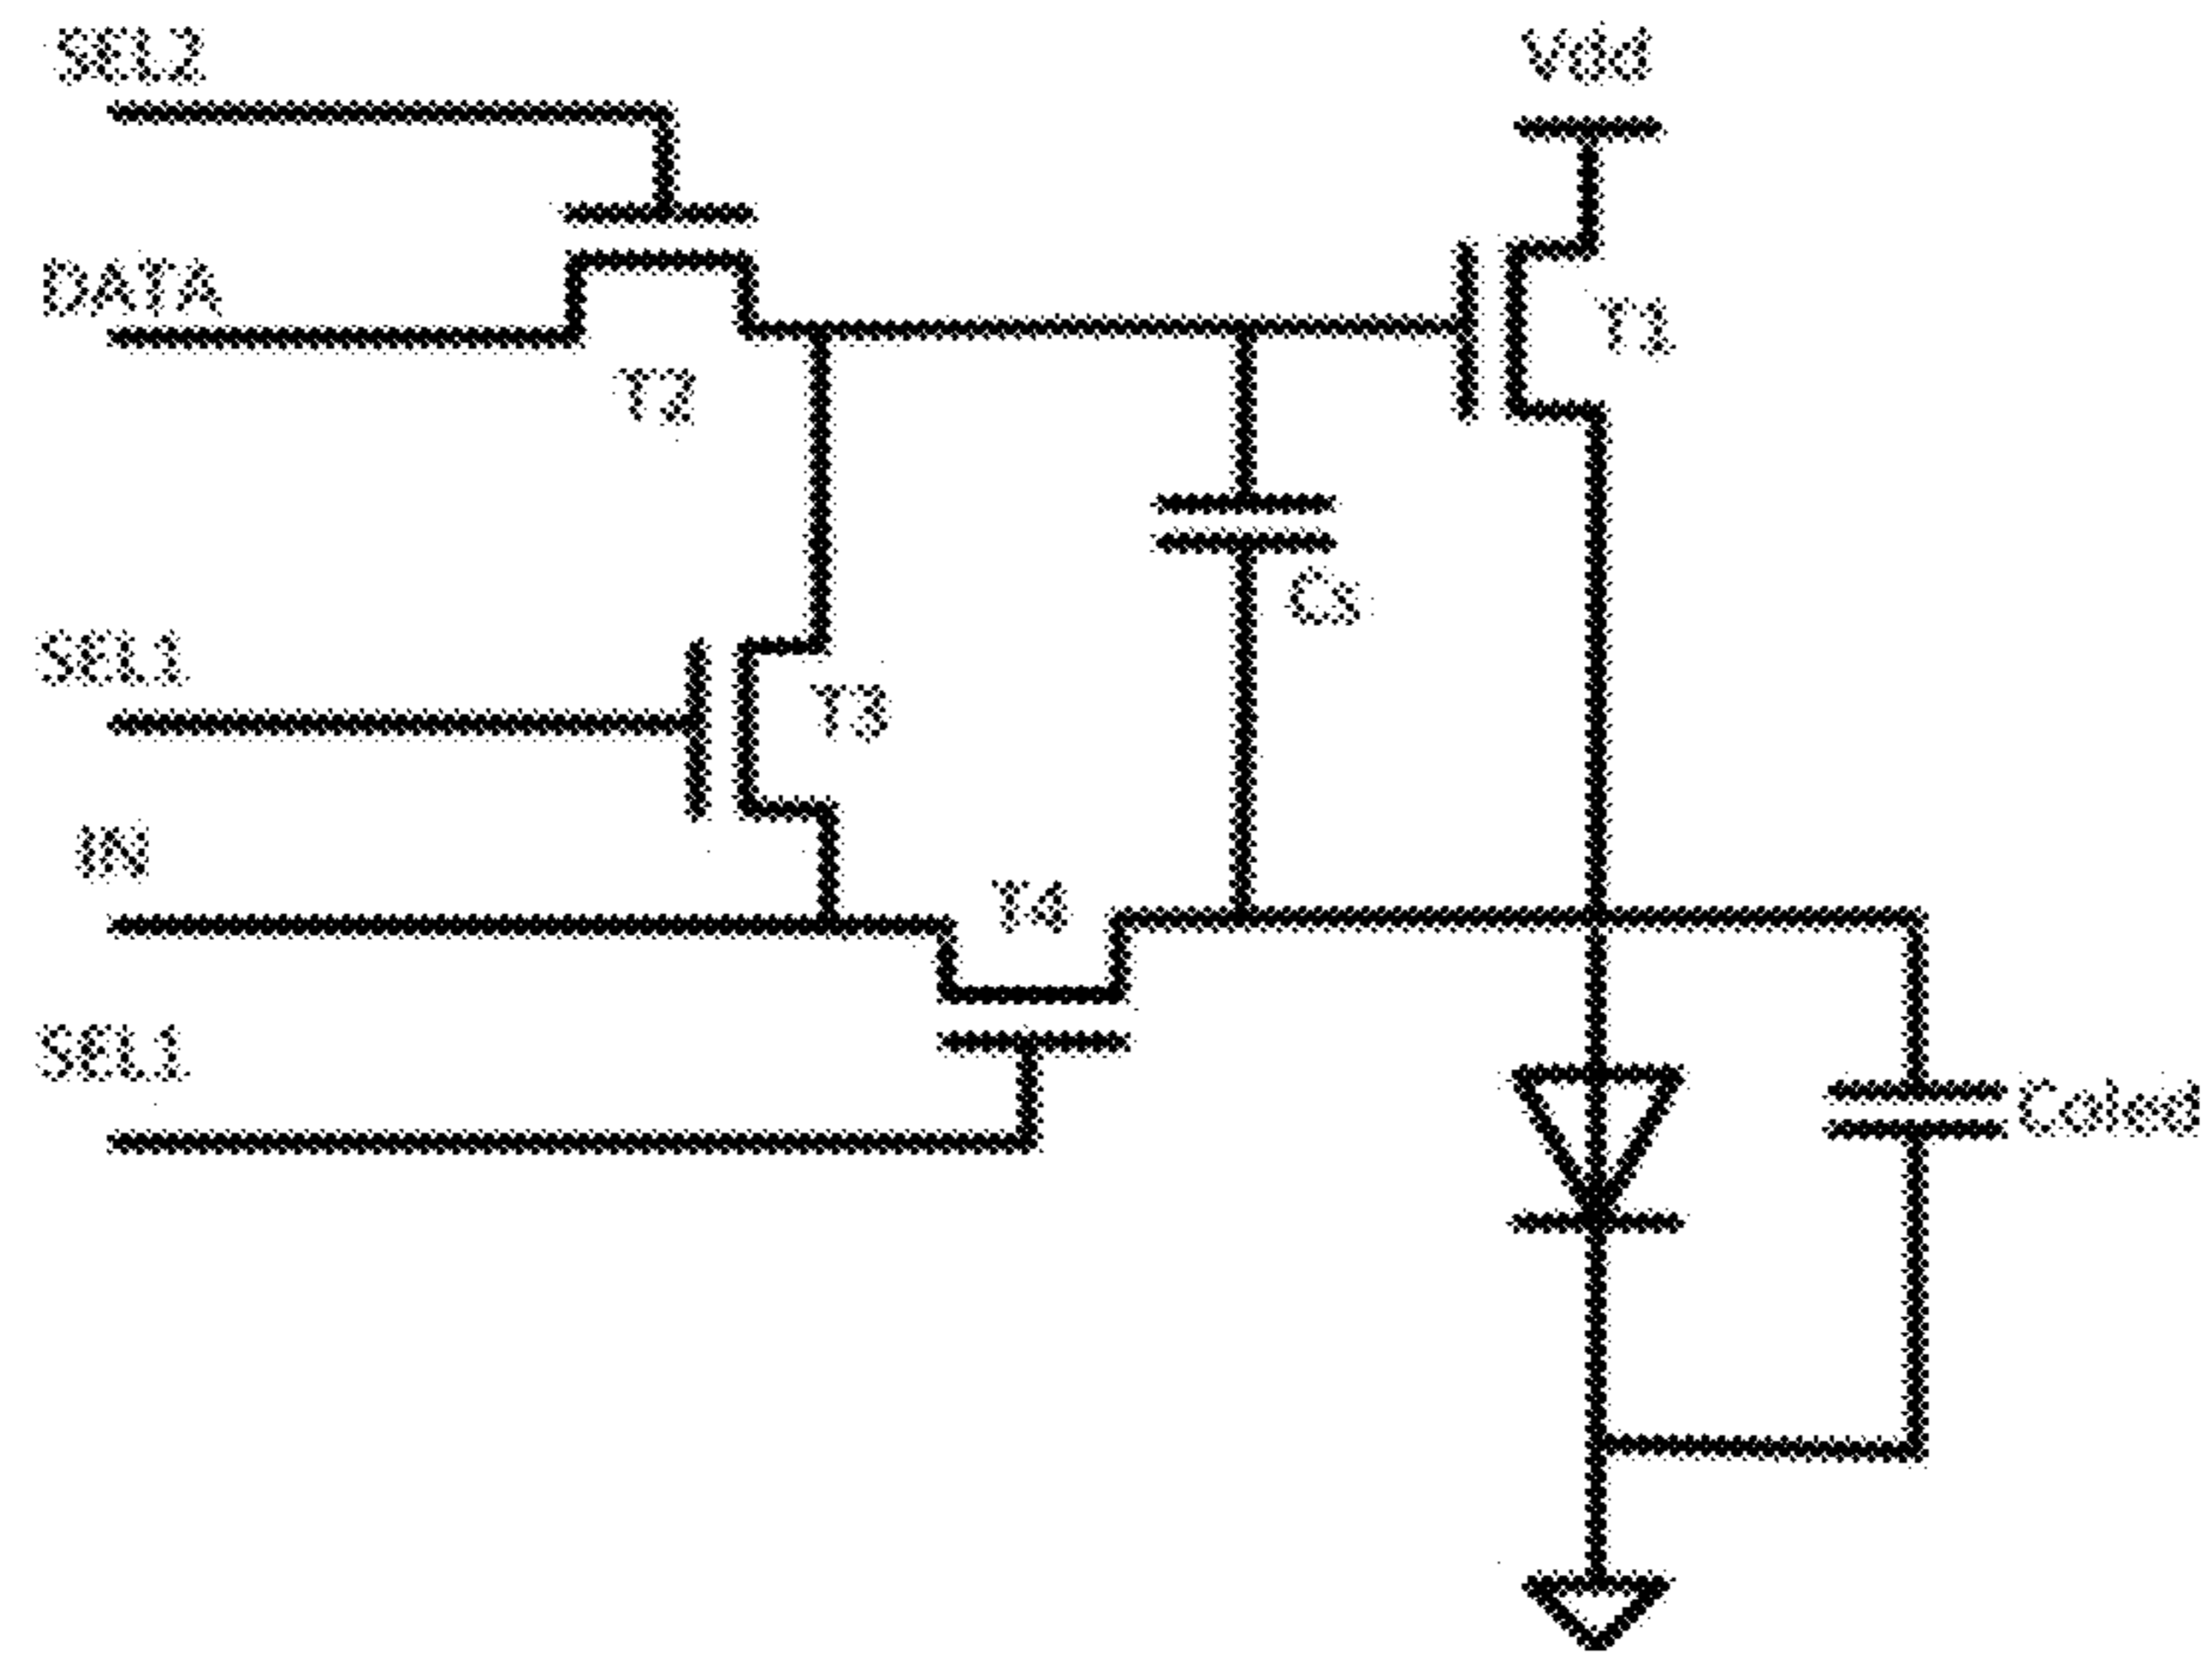 SEL2
Vdd
DATA
T1
T2
Cs
SEL1
T3
IN
T4
SEL1
Coled